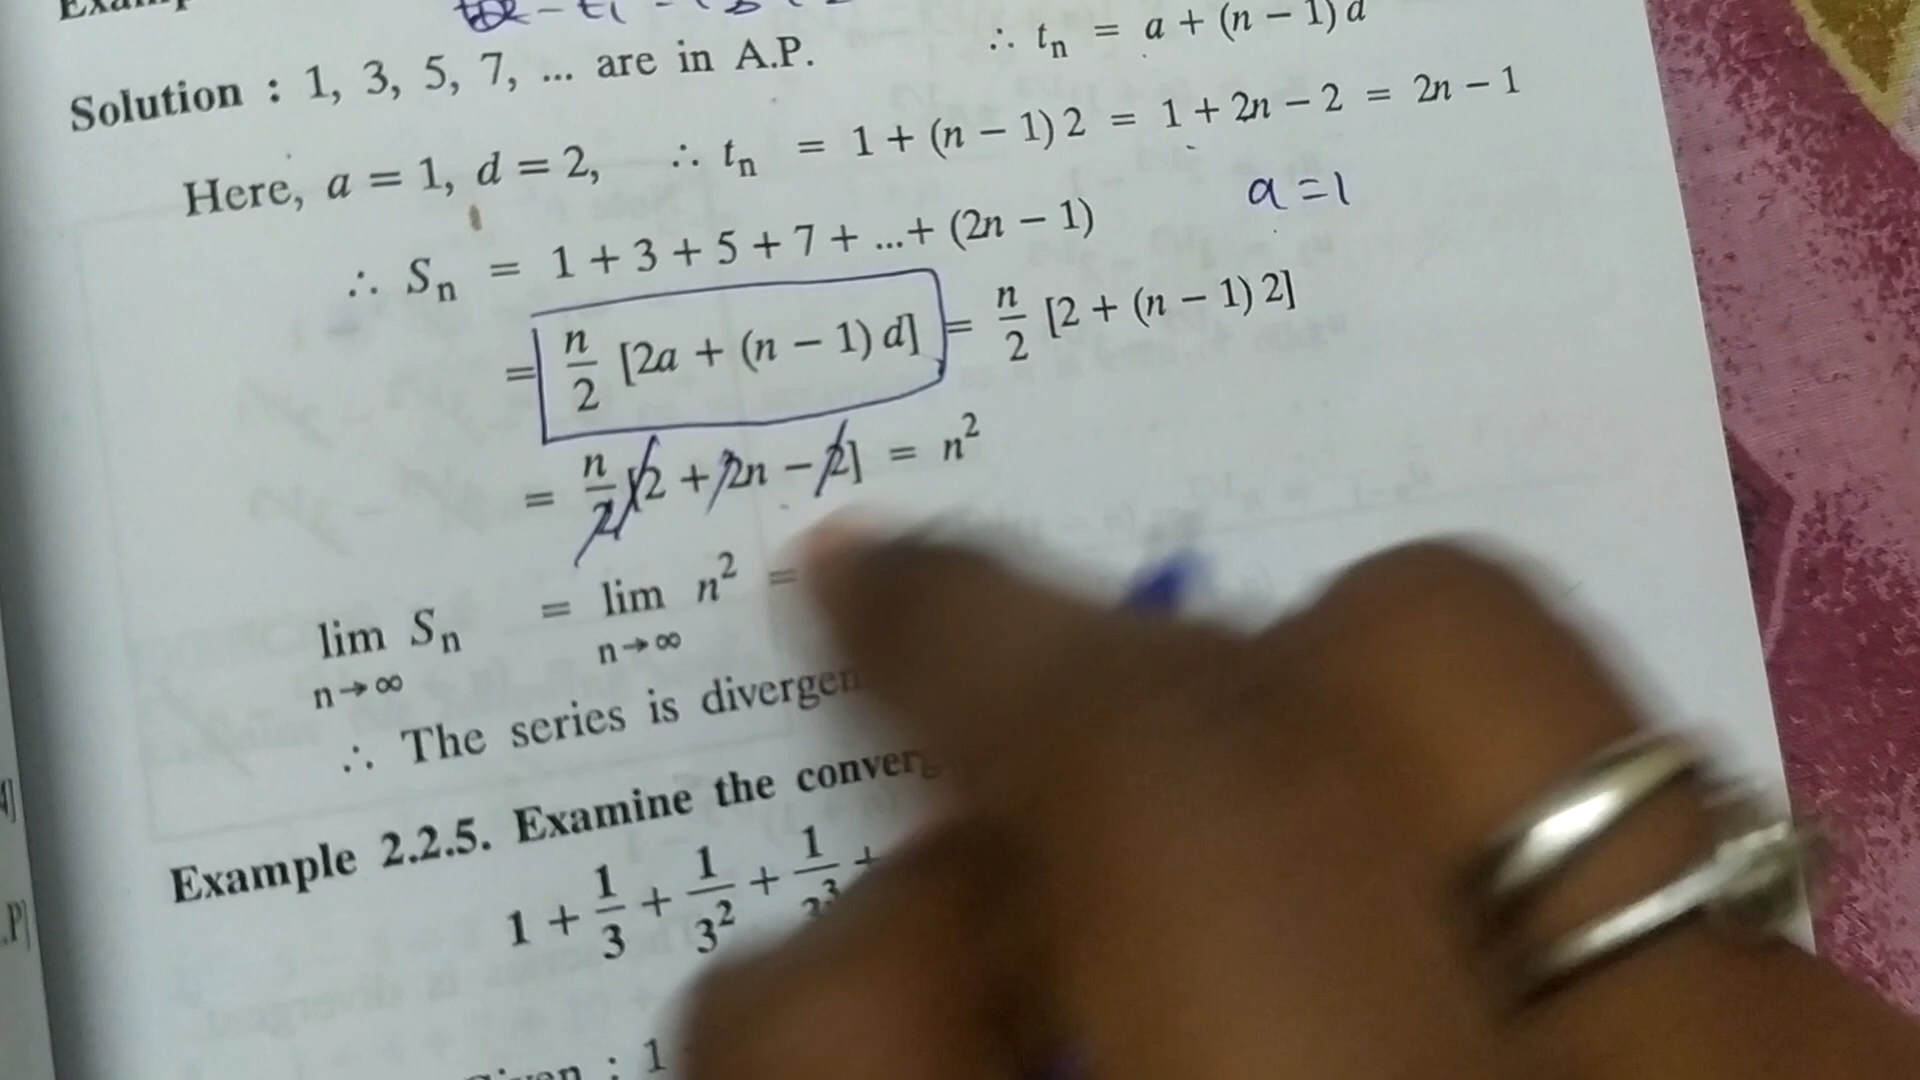 Solution : 1, 3, 5, 7, ... are in A.P. ∴ tₙ = a + (n − 1) d
Here, a = 1, d = 2, ∴ tₙ = 1 + (n − 1) 2 = 1 + 2n − 2 = 2n − 1
a = 1
∴ Sₙ = 1 + 3 + 5 + 7 + ...+ (2n − 1)
= n/2 [2a + (n − 1) d] = n/2 [2 + (n − 1) 2]
= n/2 [2 + 2n − 2] = n²
lim n→∞ Sₙ = lim n→∞ n² =
∴ The series is
Example 2.2.5. Examine the
1 + 1/3 + 1/3² + 1/3³ +
: 1